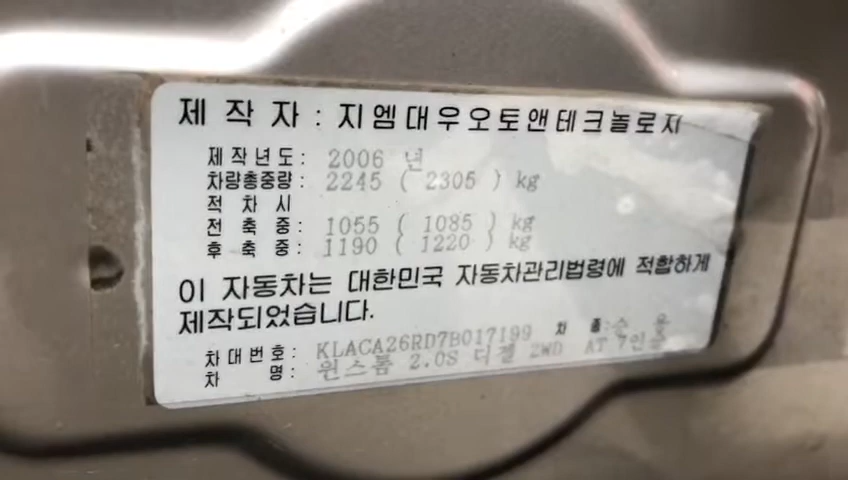 제 작 자 : 지엠대우오토앤테크놀로지
제작년도 : 2006 년
차량총중량 : 2245 ( 2305 ) kg
적 차 시
전 축 중 : 1055 ( 1085 ) kg
후 축 중 : 1190 ( 1220 ) kg
이 자동차는 대한민국 자동차관리법령에 적합하게
제작되었습니다.
차대번호 : KLACA26RD7B017199 차 종 : 승 용
차 명 : 윈스톰 2.0S 디젤 2WD AT 7인승